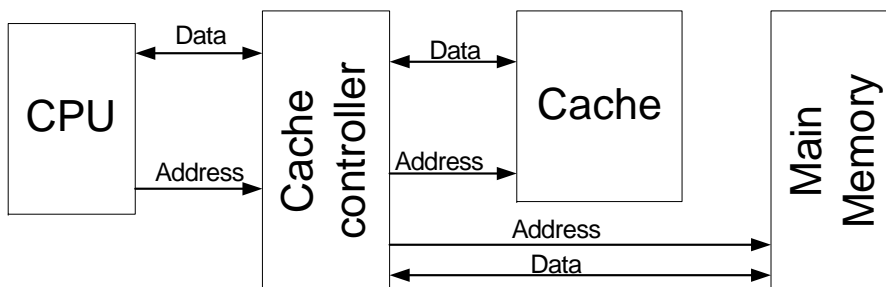 Data
CPU
Address
Cache
controller
Data
Address
Cache
Address
Data
Main
Memory